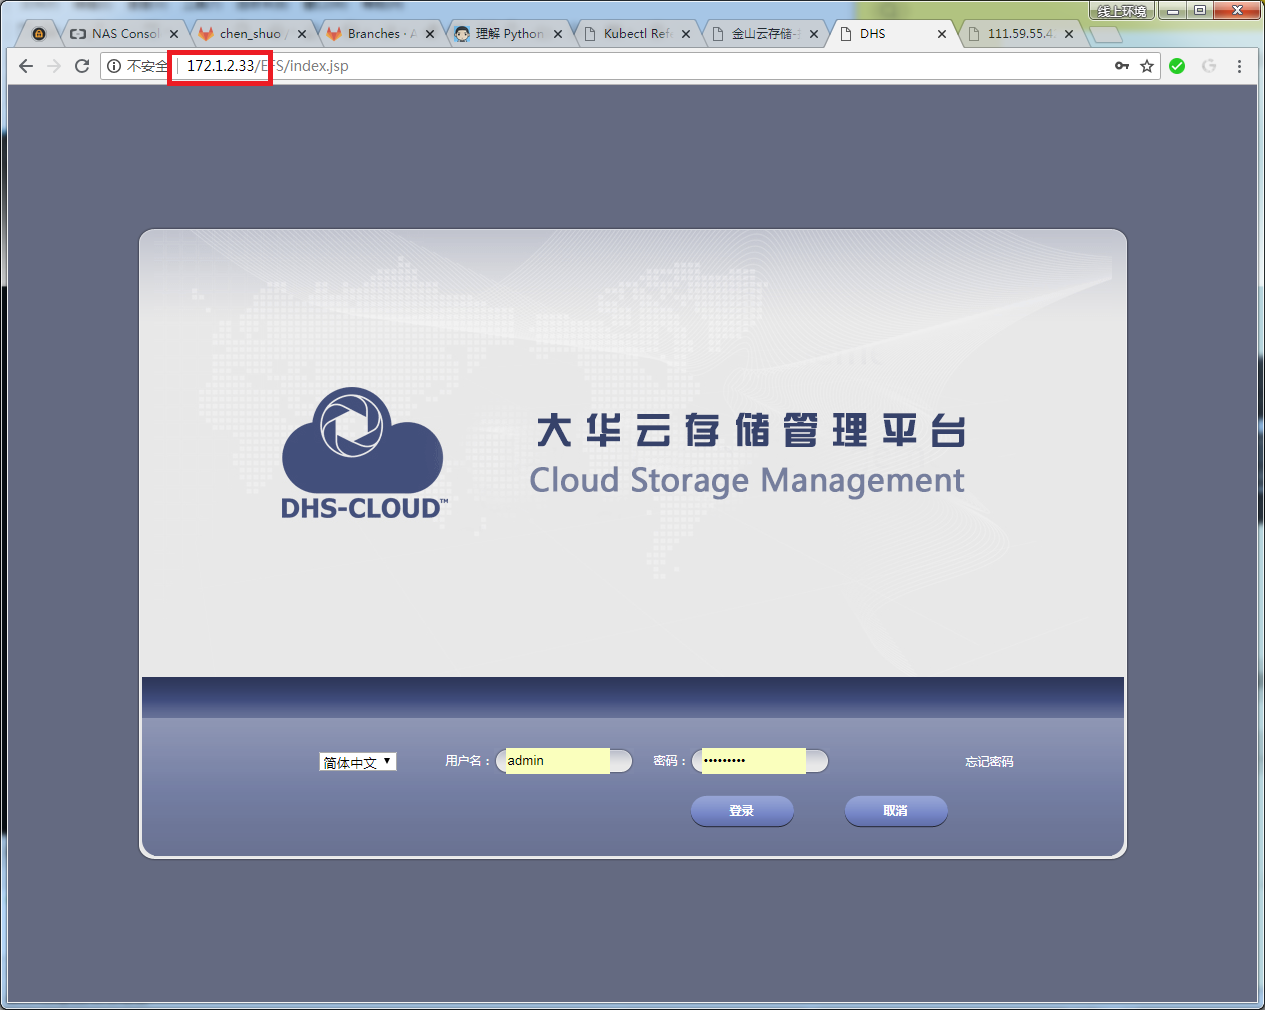 线上环境
NAS Consol
chen_shuo /
Branches · A
理解 Python
Kubectl Refe
金山云存储-
DHS
111.59.55.4
不安全 172.1.2.33/EFS/index.jsp
大华云存储管理平台
Cloud Storage Management
DHS-CLOUD™
简体中文 用户名： admin 密码： ••••••••• 忘记密码
登录 取消